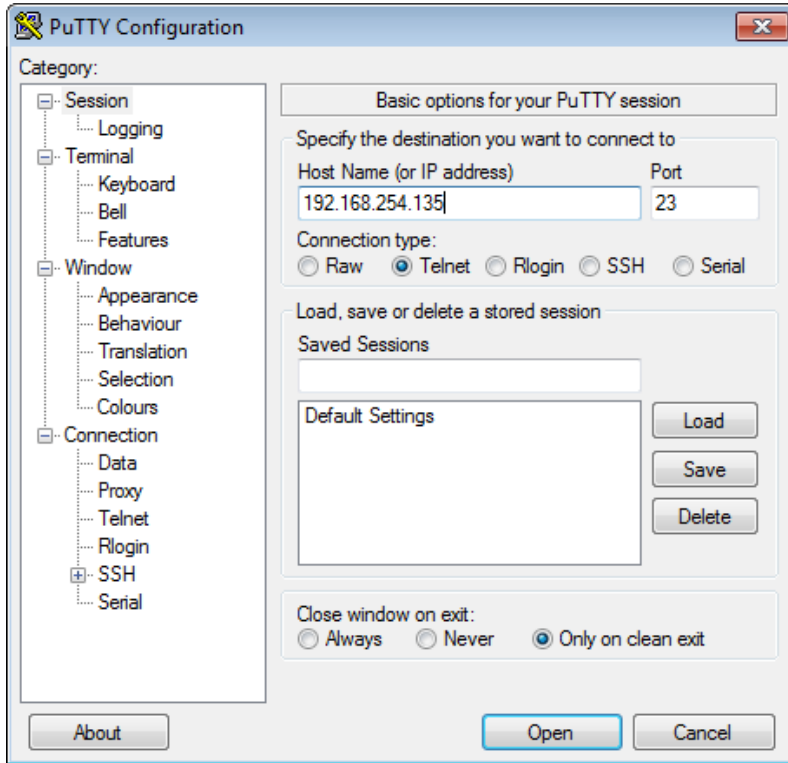 PuTTY Configuration
Category:
Session
Logging
Terminal
Keyboard
Bell
Features
Window
Appearance
Behaviour
Translation
Selection
Colours
Connection
Data
Proxy
Telnet
Rlogin
SSH
Serial
Basic options for your PuTTY session
Specify the destination you want to connect to
Host Name (or IP address) Port
192.168.254.135 23
Connection type:
Raw Telnet Rlogin SSH Serial
Load, save or delete a stored session
Saved Sessions
Default Settings
Load
Save
Delete
Close window on exit:
Always Never Only on clean exit
About Open Cancel